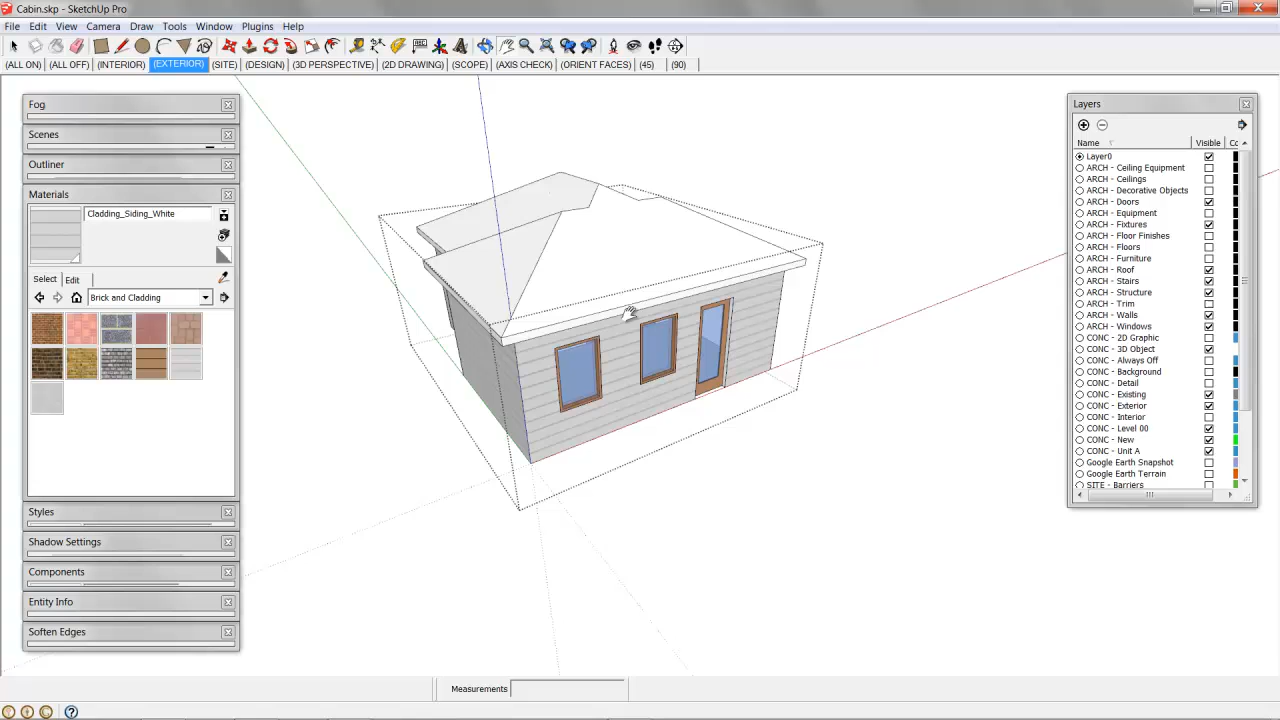 Cabin.skp - SketchUp Pro
File Edit View Camera Draw Tools Window Plugins Help
(ALL ON) (ALL OFF) (INTERIOR) (EXTERIOR) (SITE) (DESIGN) (3D PERSPECTIVE) (2D DRAWING) (SCOPE) (AXIS CHECK) (ORIENT FACES) (45) (90)
Fog
Scenes
Outliner
Materials
Cladding_Siding_White
Select Edit
Brick and Cladding
Styles
Shadow Settings
Components
Entity Info
Soften Edges
Layers
Name Visible Cc
Layer0
ARCH - Ceiling Equipment
ARCH - Ceilings
ARCH - Decorative Objects
ARCH - Doors
ARCH - Equipment
ARCH - Fixtures
ARCH - Floor Finishes
ARCH - Floors
ARCH - Furniture
ARCH - Roof
ARCH - Stairs
ARCH - Structure
ARCH - Trim
ARCH - Walls
ARCH - Windows
CONC - 2D Graphic
CONC - 3D Object
CONC - Always Off
CONC - Background
CONC - Detail
CONC - Existing
CONC - Exterior
CONC - Interior
CONC - Level 00
CONC - New
CONC - Unit A
Google Earth Snapshot
Google Earth Terrain
SITE - Barriers
Measurements